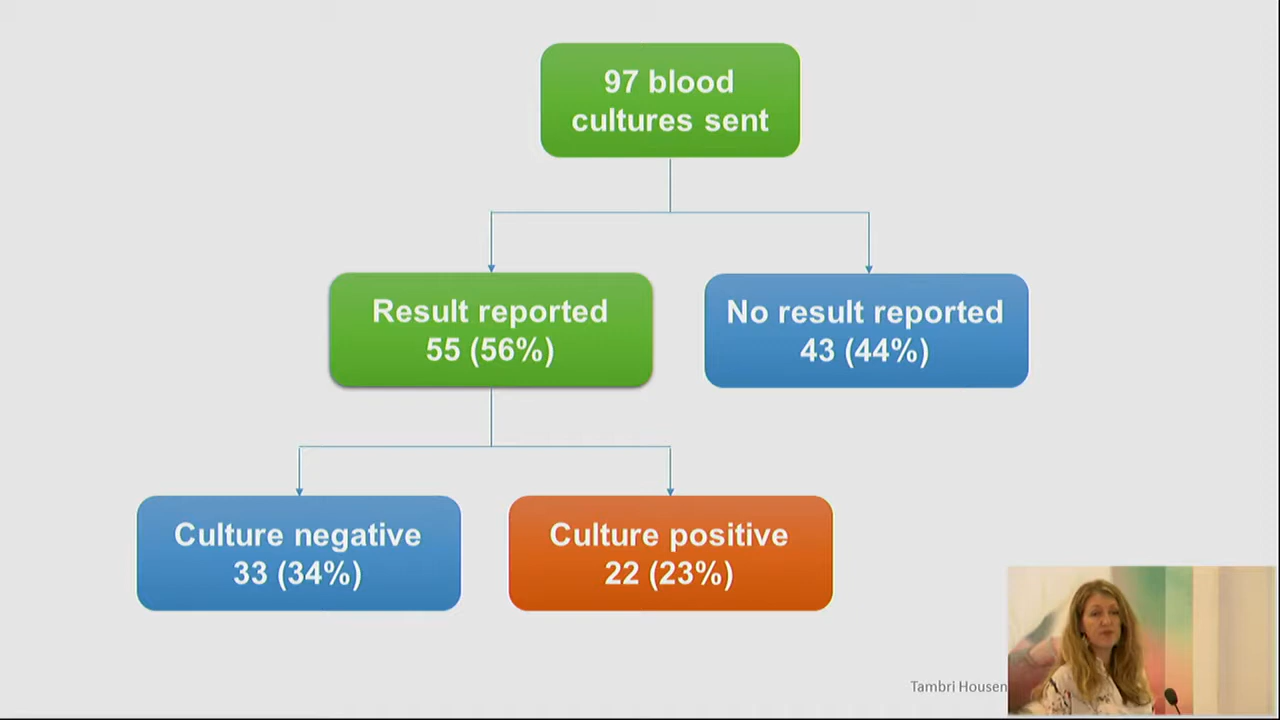 97 blood
cultures sent
Result reported
55 (56%)
No result reported
43 (44%)
Culture negative
33 (34%)
Culture positive
22 (23%)
Tambri Housen